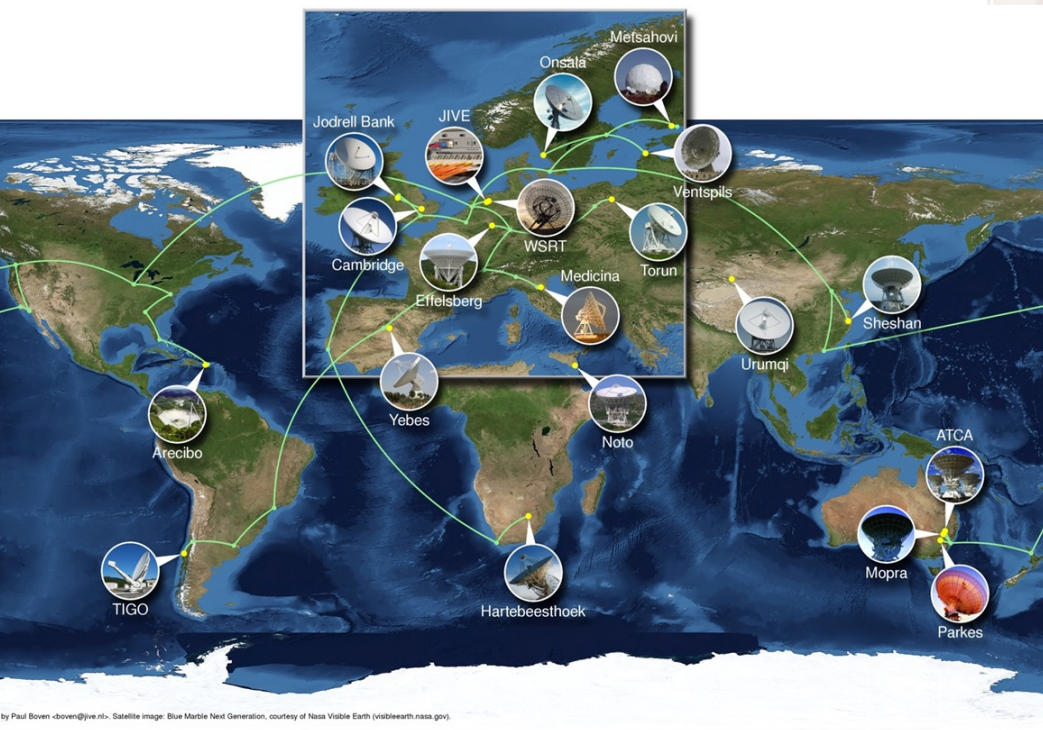 Metsahovi
Onsala
JIVE
Jodrell Bank
Ventspils
WSRT
Cambridge
Torun
Medicina
Effelsberg
Sheshan
Urumqi
Yebes
Noto
Arecibo
ATCA
Mopra
TIGO
Hartebeesthoek
Parkes
by Paul Boven <boven@jive.nl>. Satellite image: Blue Marble Next Generation, courtesy of Nasa Visible Earth (visibleearth.nasa.gov).